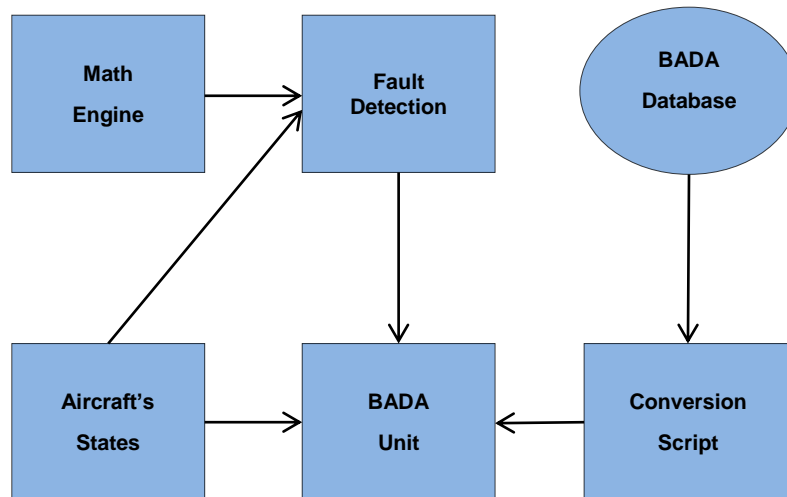 Math
Engine
Fault
Detection
BADA
Database
Aircraft's
States
BADA
Unit
Conversion
Script